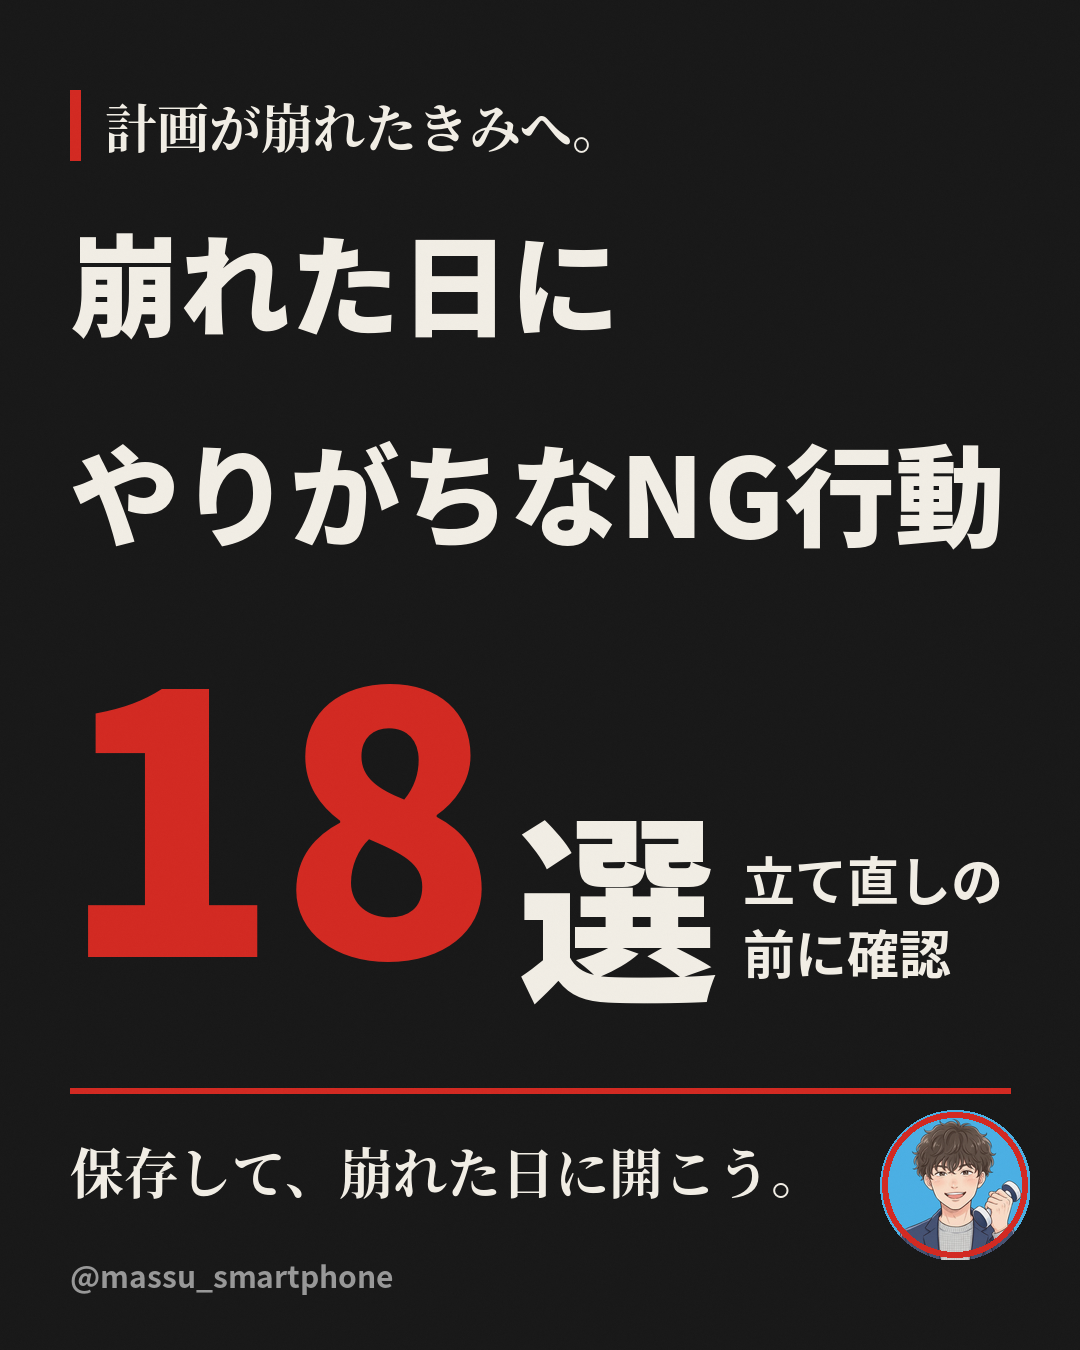 計画が崩れたきみへ。
崩れた日に
やりがちなNG行動
18選
立て直しの
前に確認
保存して、崩れた日に開こう。
@massu_smartphone